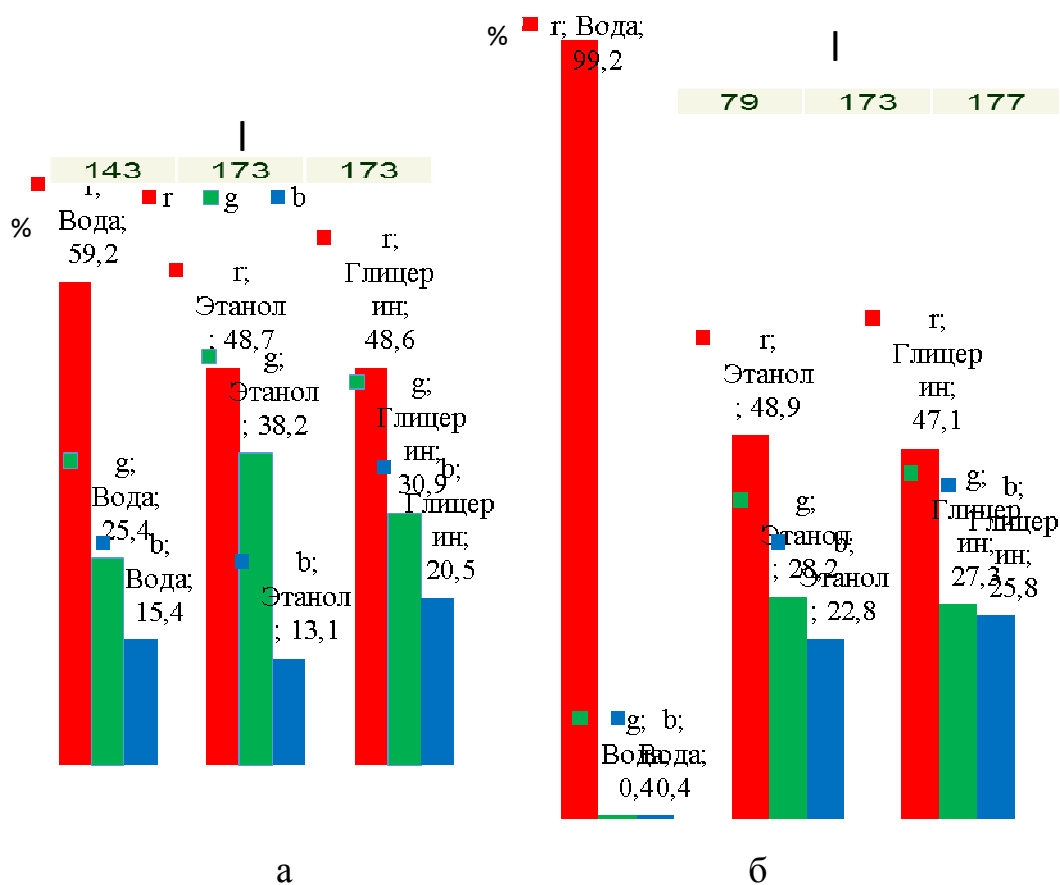 %
r; Вода;
99,2
|
79 173 177
|
143 173 173
r g b
%
r;
Вода;
59,2
r;
Этанол
; 48,7
r;
Глицер
ин;
48,6
g;
Вода;
25,4
g;
Этанол
; 38,2
g;
Глицер
ин;
30,9
b;
Вода;
15,4
b;
Этанол
; 13,1
b;
Глицер
ин;
20,5
r;
Этанол
; 48,9
r;
Глицер
ин;
47,1
g;
Вода;
0,4
b;
Вода;
0,4
g;
Этанол
; 28,2
b;
Этанол
; 22,8
g;
Глицер
ин;
27,3
b;
Глицер
ин;
25,8
а
б